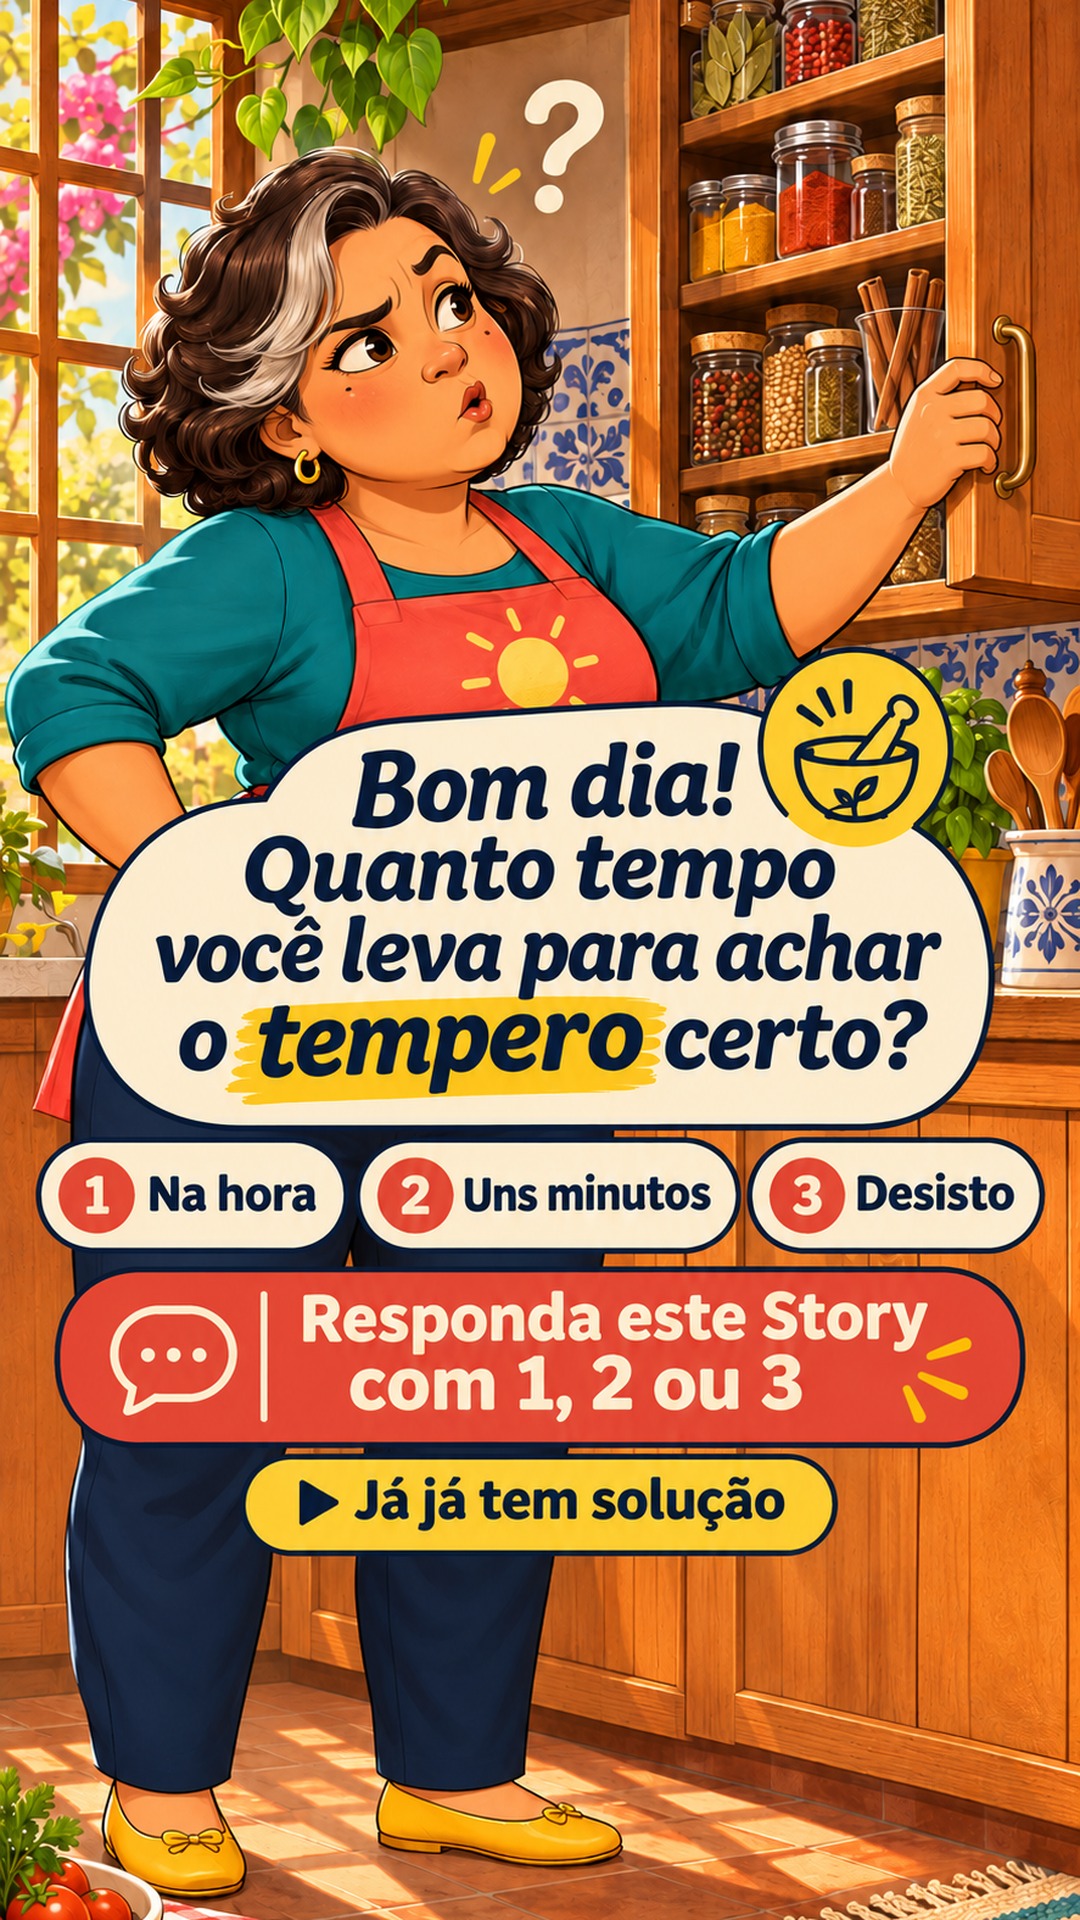 ?
Bom dia!
Quanto tempo
você leva para achar
o tempero certo?
1 Na hora
2 Uns minutos
3 Desisto
Responda este Story
com 1, 2 ou 3
Já já tem solução